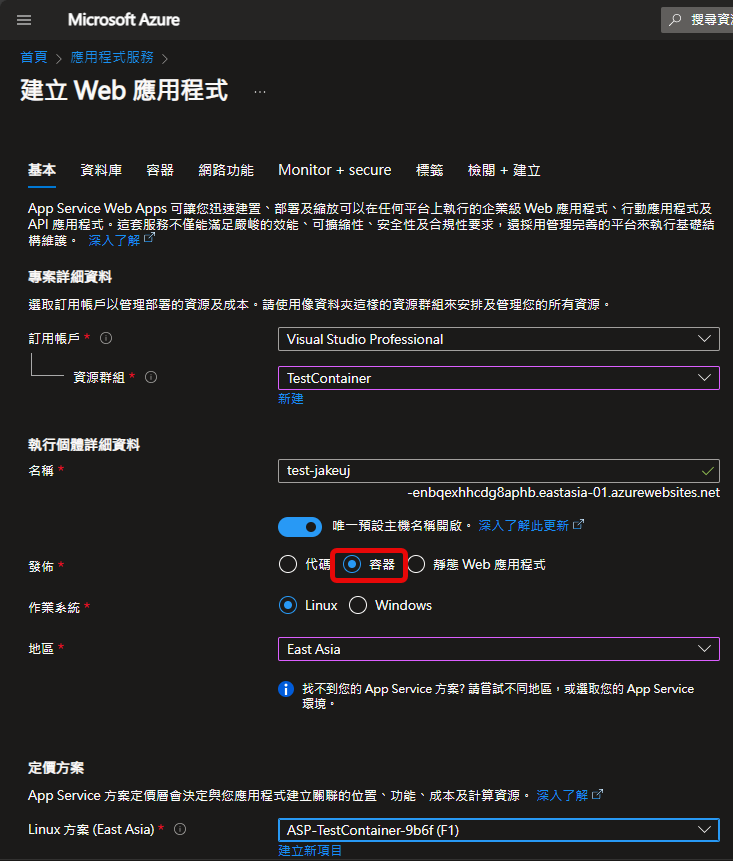 Microsoft Azure
搜尋資源
首頁 > 應用程式服務 >
建立 Web 應用程式 ...
基本 資料庫 容器 網路功能 Monitor + secure 標籤 檢閱 + 建立
App Service Web Apps 可讓您迅速建置、部署及縮放可以在任何平台上執行的企業級 Web 應用程式、行動應用程式及
API 應用程式。這套服務不僅能滿足嚴峻的效能、可擴縮性、安全性及合規性要求，還採用管理完善的平台來執行基礎結
構維護。 深入了解
專案詳細資料
選取訂用帳戶以管理部署的資源及成本。請使用像資料夾這樣的資源群組來安排及管理您的所有資源。
訂用帳戶 * Visual Studio Professional
資源群組 * TestContainer
新建
執行個體詳細資料
名稱 * test-jakeuj
-enbqexhhcdg8aphb.eastasia-01.azurewebsites.net
唯一預設主機名稱開啟。 深入了解此更新
發佈 * 代碼 容器 靜態 Web 應用程式
作業系統 * Linux Windows
地區 * East Asia
找不到您的 App Service 方案? 請嘗試不同地區，或選取您的 App Service
環境。
定價方案
App Service 方案定價層會決定與您應用程式建立關聯的位置、功能、成本及計算資源。 深入了解
Linux 方案 (East Asia) * ASP-TestContainer-9b6f (F1)
建立新項目